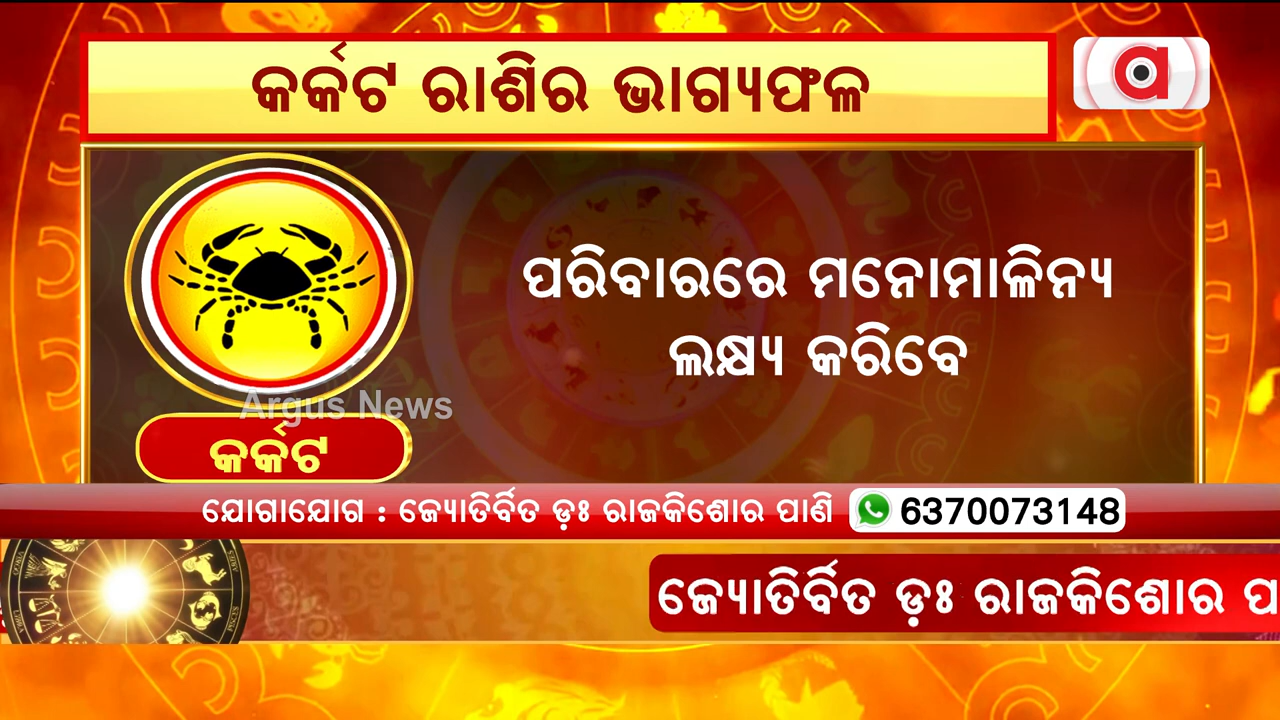 କର୍କଟ ରାଶିର ଭାଗ୍ୟଫଳ
a
ପରିବାରରେ ମନୋମାଳିନ୍ୟ
ଲକ୍ଷ୍ୟ କରିବେ
Argus News
କର୍କଟ
ଯୋଗାଯୋଗ : ଜ୍ୟୋତିର୍ବିତ ଡ଼ଃ ରାଜକିଶୋର ପାଣି 6370073148
ଜ୍ୟୋତିର୍ବିତ ଡ଼ଃ ରାଜକିଶୋର ପ